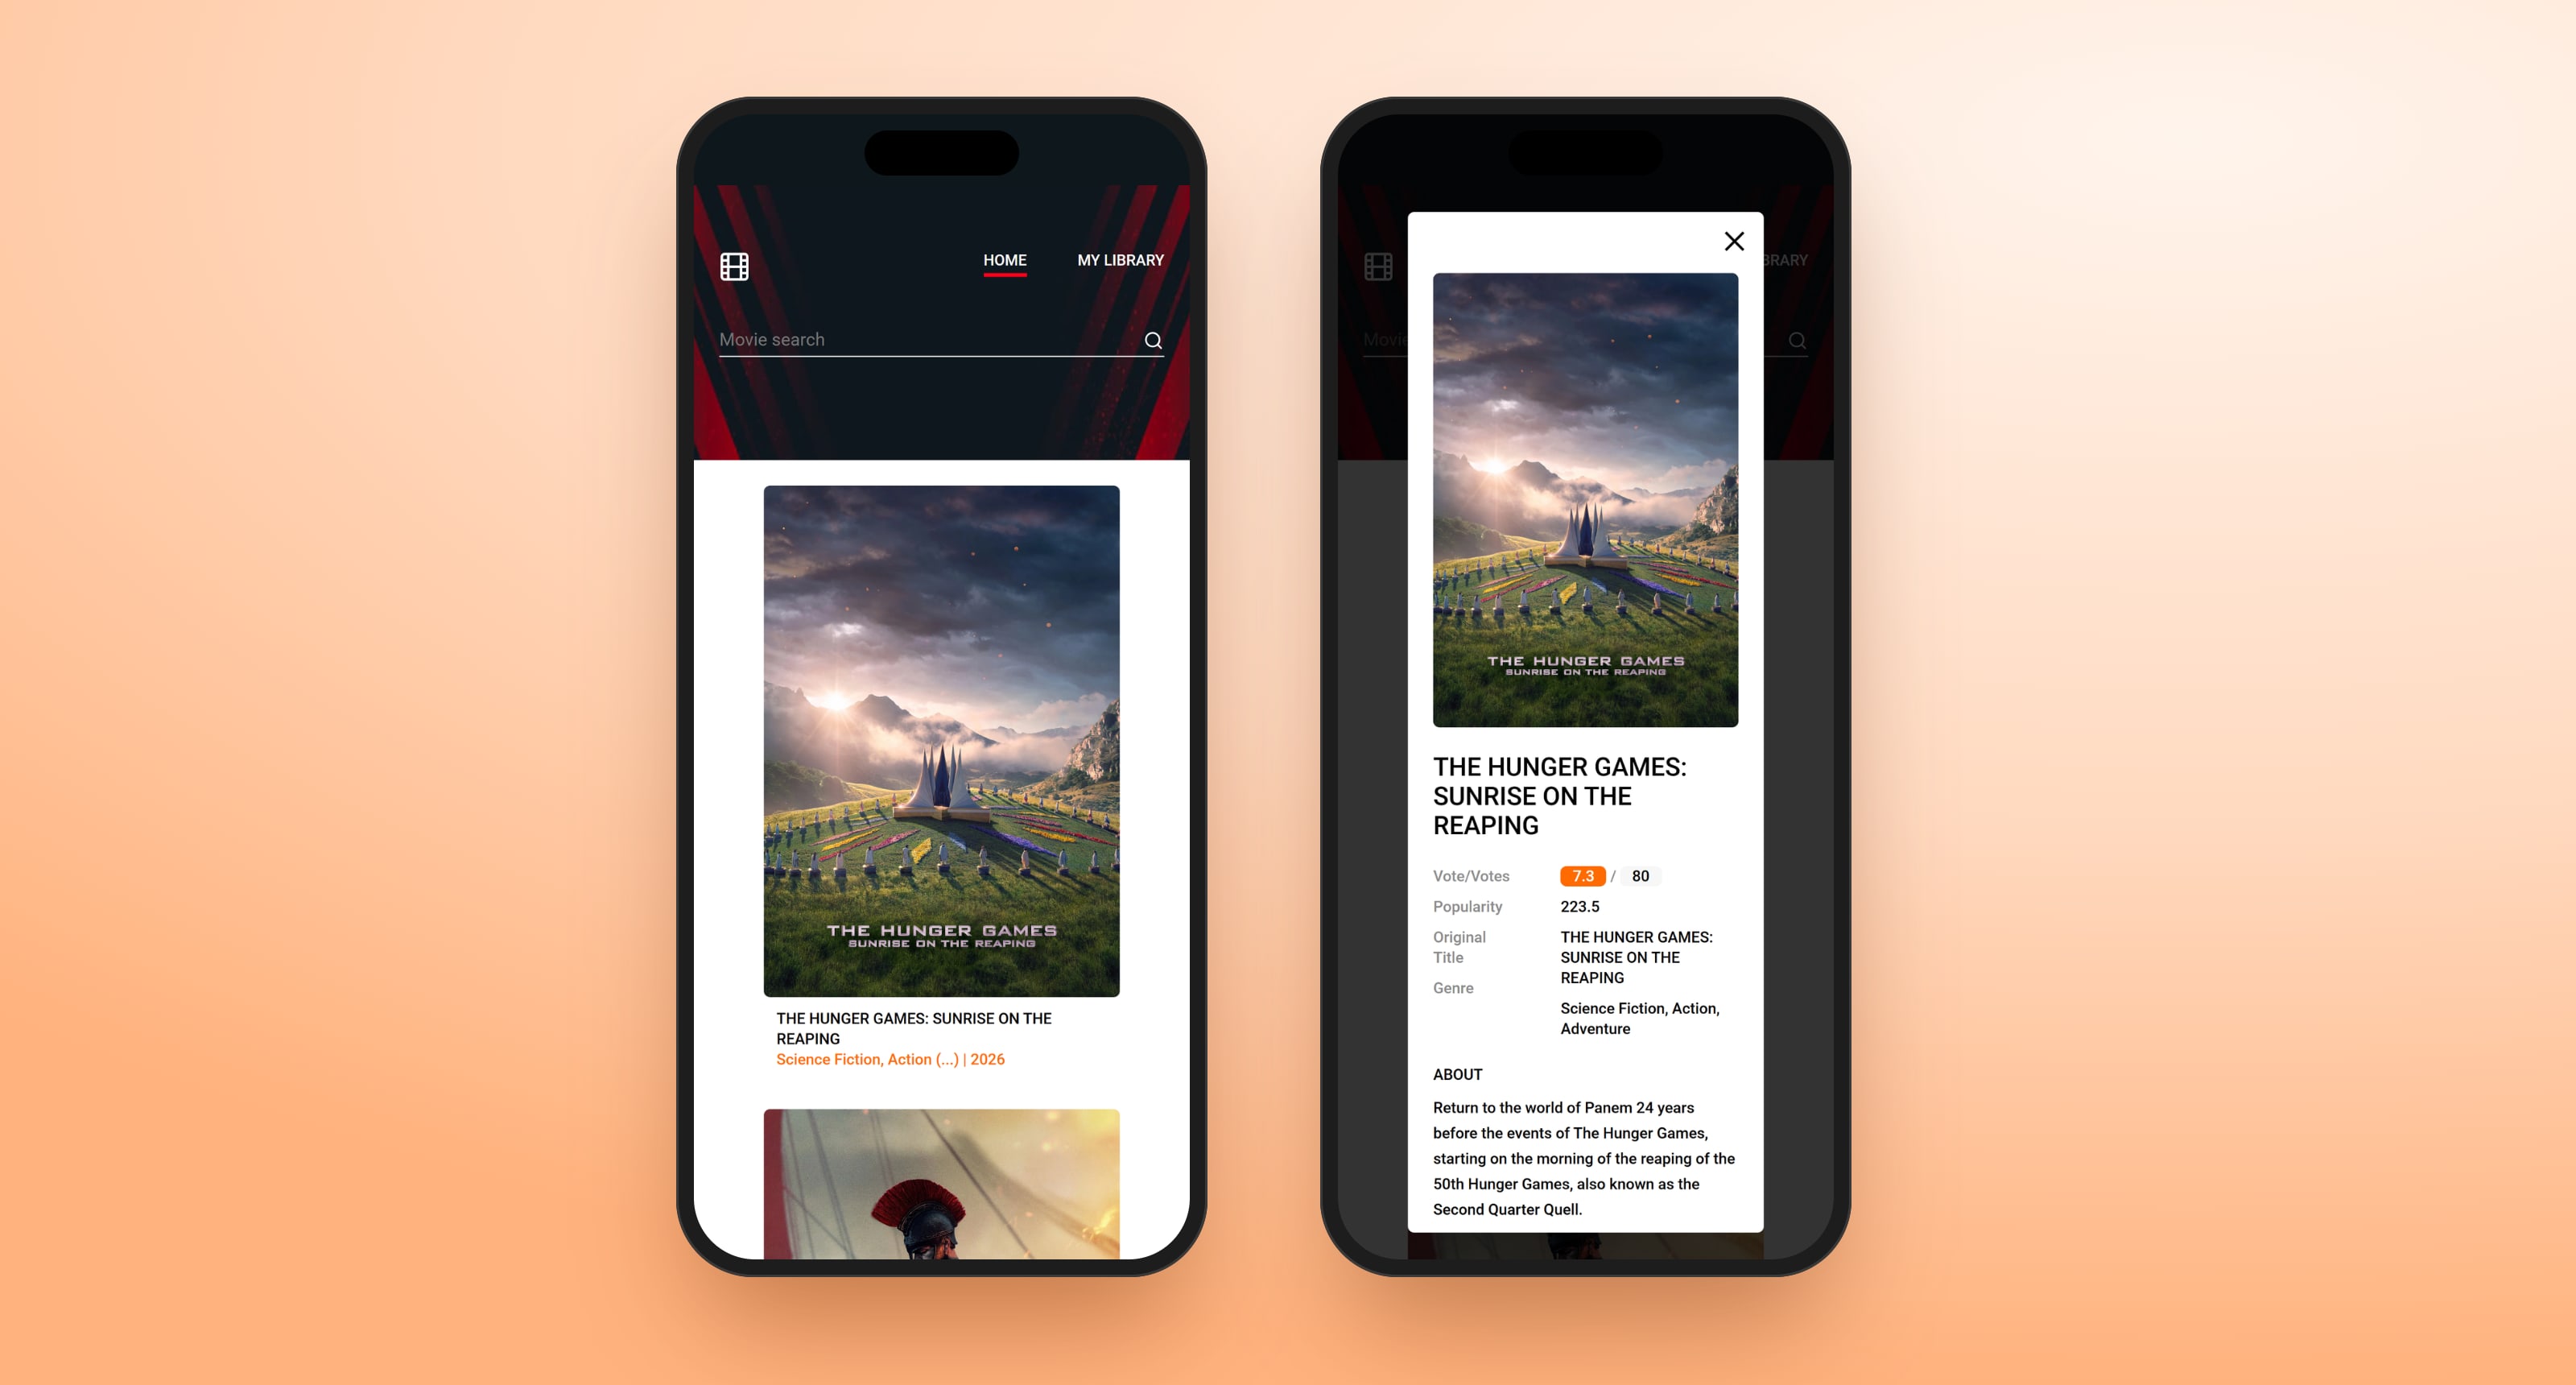 HOME
MY LIBRARY
Movie search
THE HUNGER GAMES
SUNRISE ON THE REAPING
THE HUNGER GAMES: SUNRISE ON THE
REAPING
Science Fiction, Action (...) | 2026
BRARY
Movie
THE HUNGER GAMES
SUNRISE ON THE REAPING
THE HUNGER GAMES:
SUNRISE ON THE
REAPING
Vote/Votes 7.3 / 80
Popularity 223.5
Original
Title
THE HUNGER GAMES:
SUNRISE ON THE
REAPING
Genre
Science Fiction, Action,
Adventure
ABOUT
Return to the world of Panem 24 years
before the events of The Hunger Games,
starting on the morning of the reaping of the
50th Hunger Games, also known as the
Second Quarter Quell.